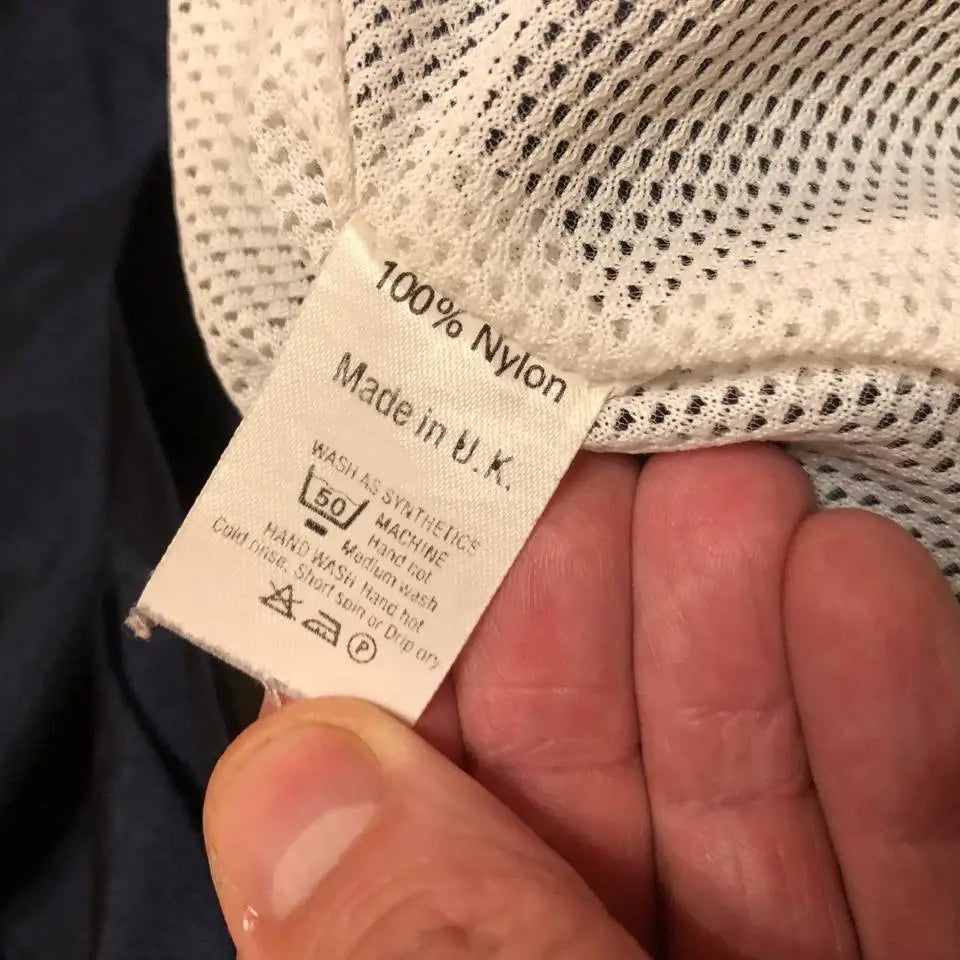 100% Nylon
Made in U.K.
WASH AS SYNTHETICS
50 MACHINE
Hand hot
Medium wash
HAND WASH Hand hot
Cold rinse. Short spin or Drip dry
P